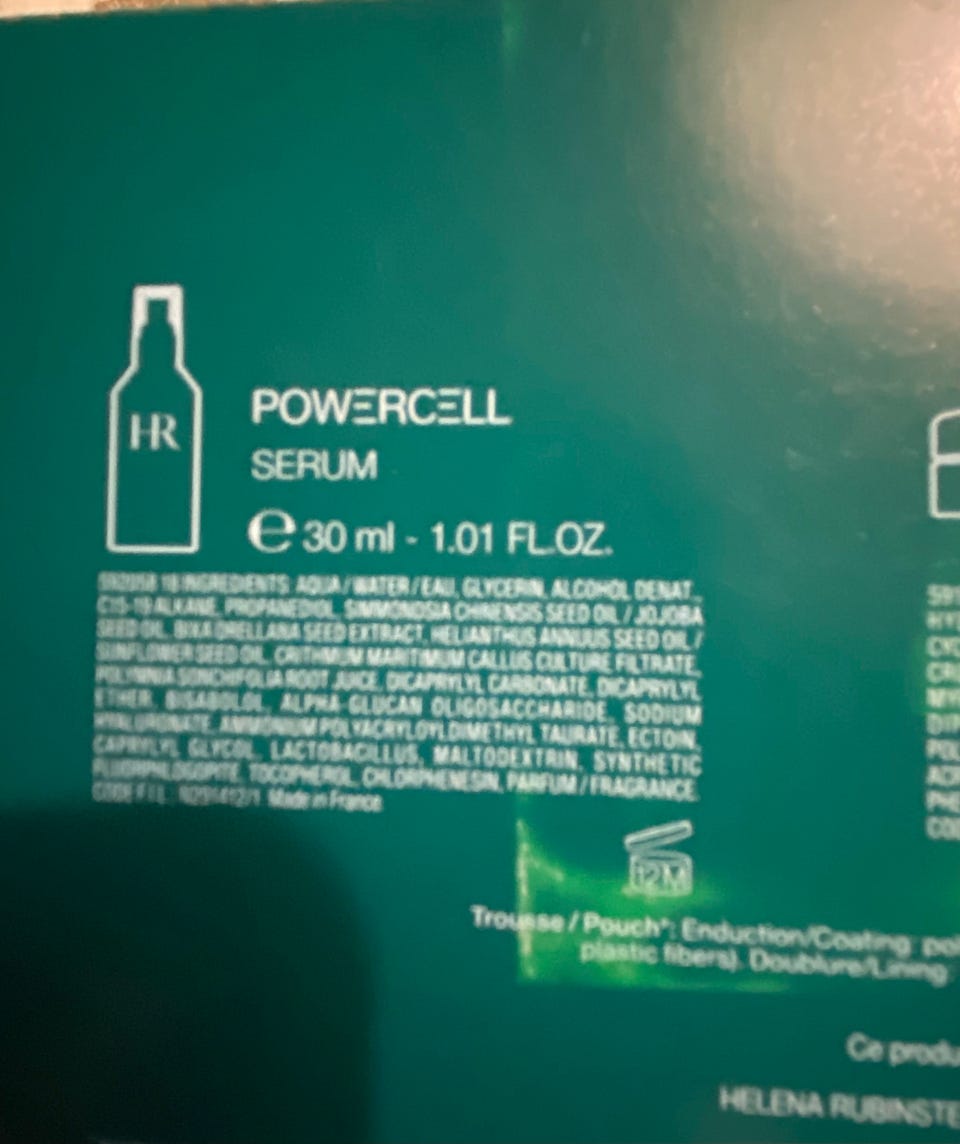 HR
POWERCELL
SERUM
e 30 ml - 1.01 FL.OZ.
INGREDIENTS: AQUA / WATER / EAU, GLYCERIN, ALCOHOL DENAT.,
C15-19 ALKANE, PROPANEDIOL, SIMMONDSIA CHINENSIS SEED OIL / JOJOBA
SEED OIL, BIXA ORELLANA SEED EXTRACT, HELIANTHUS ANNUUS SEED OIL /
SUNFLOWER SEED OIL, CRITHMUM MARITIMUM CALLUS CULTURE FILTRATE,
POLYMNIA SONCHIFOLIA ROOT JUICE, DICAPRYLYL CARBONATE, DICAPRYLYL
ETHER, BISABOLOL, ALPHA-GLUCAN OLIGOSACCHARIDE, SODIUM
HYALURONATE, AMMONIUM POLYACRYLOYLDIMETHYL TAURATE, ECTOIN,
CAPRYLYL GLYCOL, LACTOBACILLUS, MALTODEXTRIN, SYNTHETIC
FLUORPHLOGOPITE, TOCOPHEROL, CHLORPHENESIN, PARFUM / FRAGRANCE.
CODE F.I.L.: Made in France
12M
Trousse / Pouch*: Enduction/Coating: pol
plastic fibers). Doublure/Lining:
Ce produ
HELENA RUBINSTE